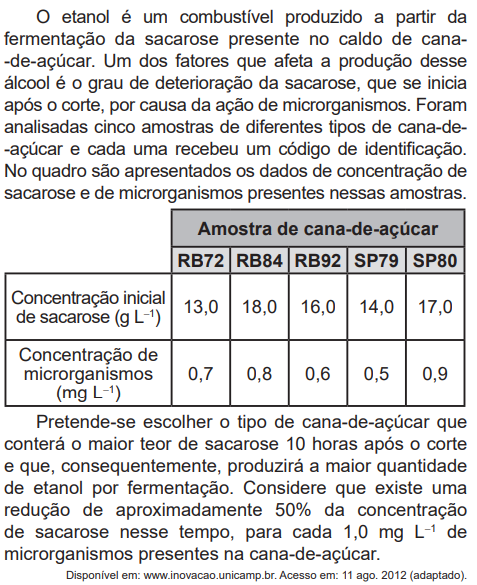 O etanol é um combustível produzido a partir da
fermentação da sacarose presente no caldo de cana-
-de-açúcar. Um dos fatores que afeta a produção desse
álcool é o grau de deterioração da sacarose, que se inicia
após o corte, por causa da ação de microrganismos. Foram
analisadas cinco amostras de diferentes tipos de cana-de-
-açúcar e cada uma recebeu um código de identificação.
No quadro são apresentados os dados de concentração de
sacarose e de microrganismos presentes nessas amostras.
Amostra de cana-de-açúcar
RB72 RB84 RB92 SP79 SP80
Concentração inicial
de sacarose (g L⁻¹) 13,0 18,0 16,0 14,0 17,0
Concentração de
microrganismos 0,7 0,8 0,6 0,5 0,9
(mg L⁻¹)
Pretende-se escolher o tipo de cana-de-açúcar que
conterá o maior teor de sacarose 10 horas após o corte
e que, consequentemente, produzirá a maior quantidade
de etanol por fermentação. Considere que existe uma
redução de aproximadamente 50% da concentração
de sacarose nesse tempo, para cada 1,0 mg L⁻¹ de
microrganismos presentes na cana-de-açúcar.
Disponível em: www.inovacao.unicamp.br. Acesso em: 11 ago. 2012 (adaptado).